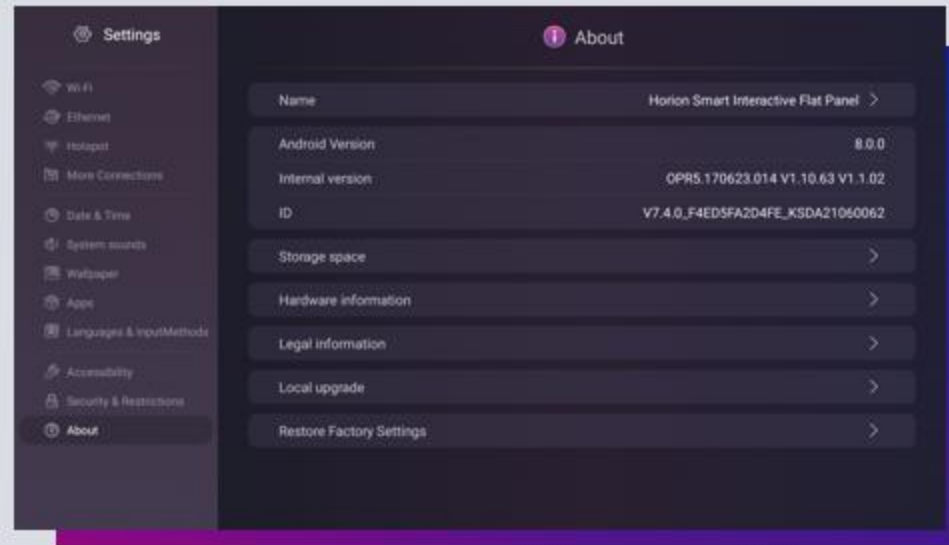 Settings
About
Wi-Fi
Ethernet
Hotspot
More Connections
Date & Time
System sounds
Wallpaper
Apps
Languages & InputMethods
Accessibility
Security & Restrictions
About
Name
Horion Smart Interactive Flat Panel
Android Version
8.0.0
Internal version
OPR5.170623.014 V1.10.63 V1.1.02
ID
V7.4.0_F4ED5FA2D4FE_KSDA21060062
Storage space
Hardware information
Legal information
Local upgrade
Restore Factory Settings